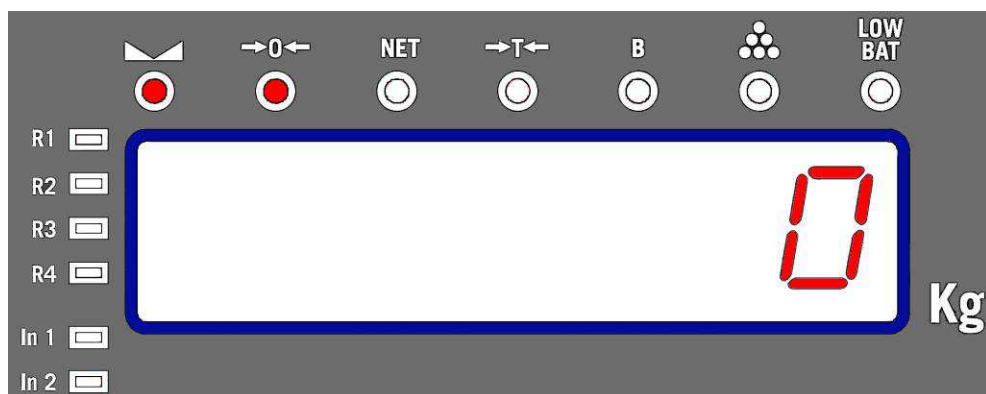 →0← NET →T← B LOW BAT
R1
R2
R3
R4
0
Kg
In 1
In 2